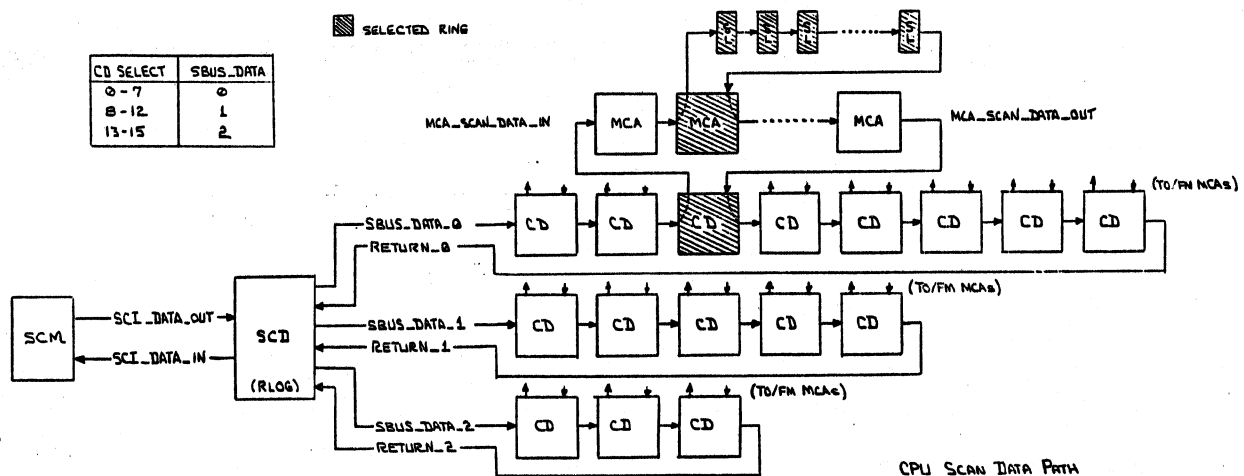 SELECTED RING
CD SELECT SBUS_DATA
0-7 0
8-12 1
13-15 2
MCA_SCAN_DATA_IN
MCA
MCA
MCA
MCA_SCAN_DATA_OUT
(TO/FM MCAs)
SBUS_DATA_0
RETURN_0
CD
CD
CD
CD
CD
CD
CD
CD
(TO/FM MCAs)
SCM
SCI_DATA_OUT
SCI_DATA_IN
SCD
(RLOG)
SBUS_DATA_1
RETURN_1
CD
CD
CD
CD
CD
(TO/FM MCAs)
SBUS_DATA_2
RETURN_2
CD
CD
CD
CPU SCAN DATA PATH